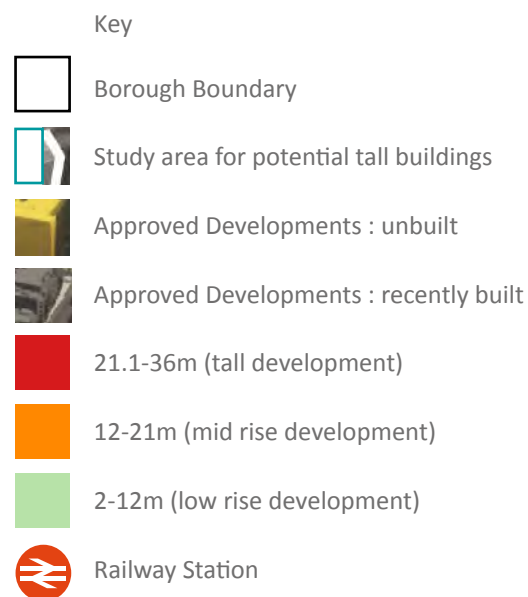 Key
Borough Boundary
Study area for potential tall buildings
Approved Developments : unbuilt
Approved Developments : recently built
21.1-36m (tall development)
12-21m (mid rise development)
2-12m (low rise development)
Railway Station